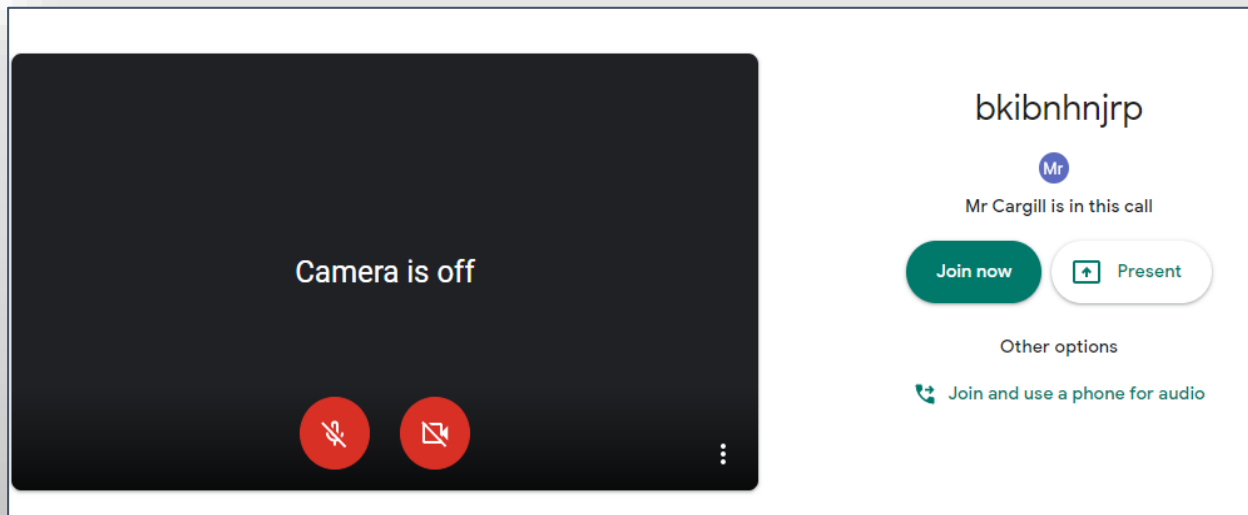 Camera is off
bkibnhnjrp
Mr
Mr Cargill is in this call
Join now
Present
Other options
Join and use a phone for audio